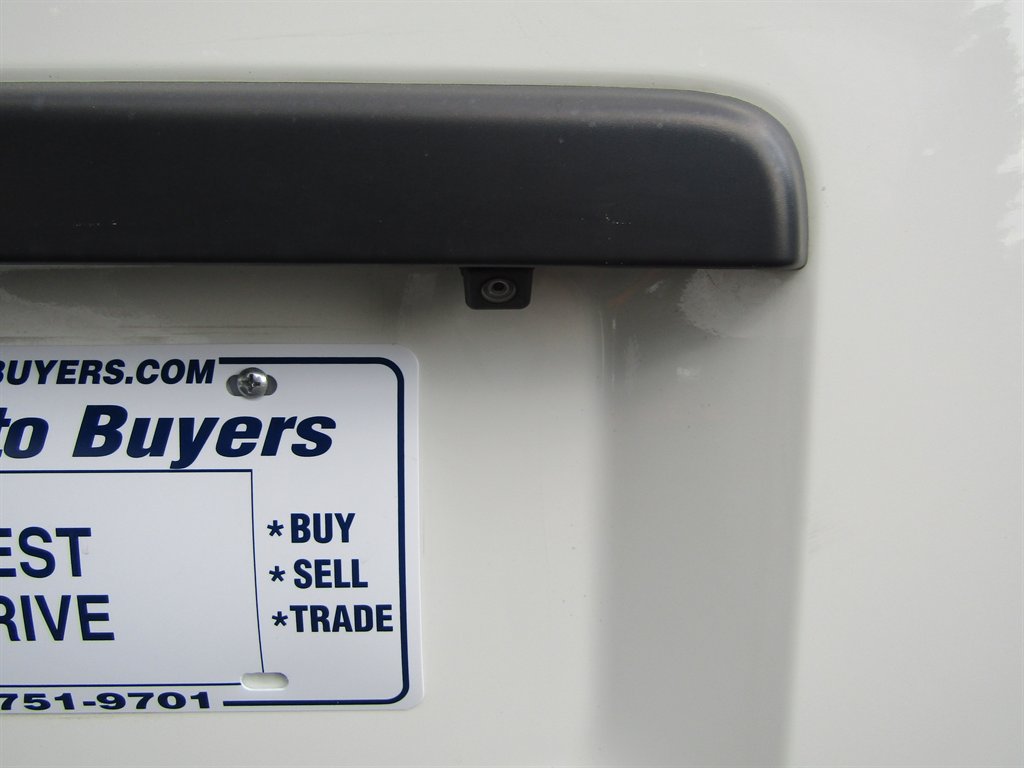 BUYERS.COM
to Buyers
EST
RIVE
* BUY
* SELL
* TRADE
751-9701